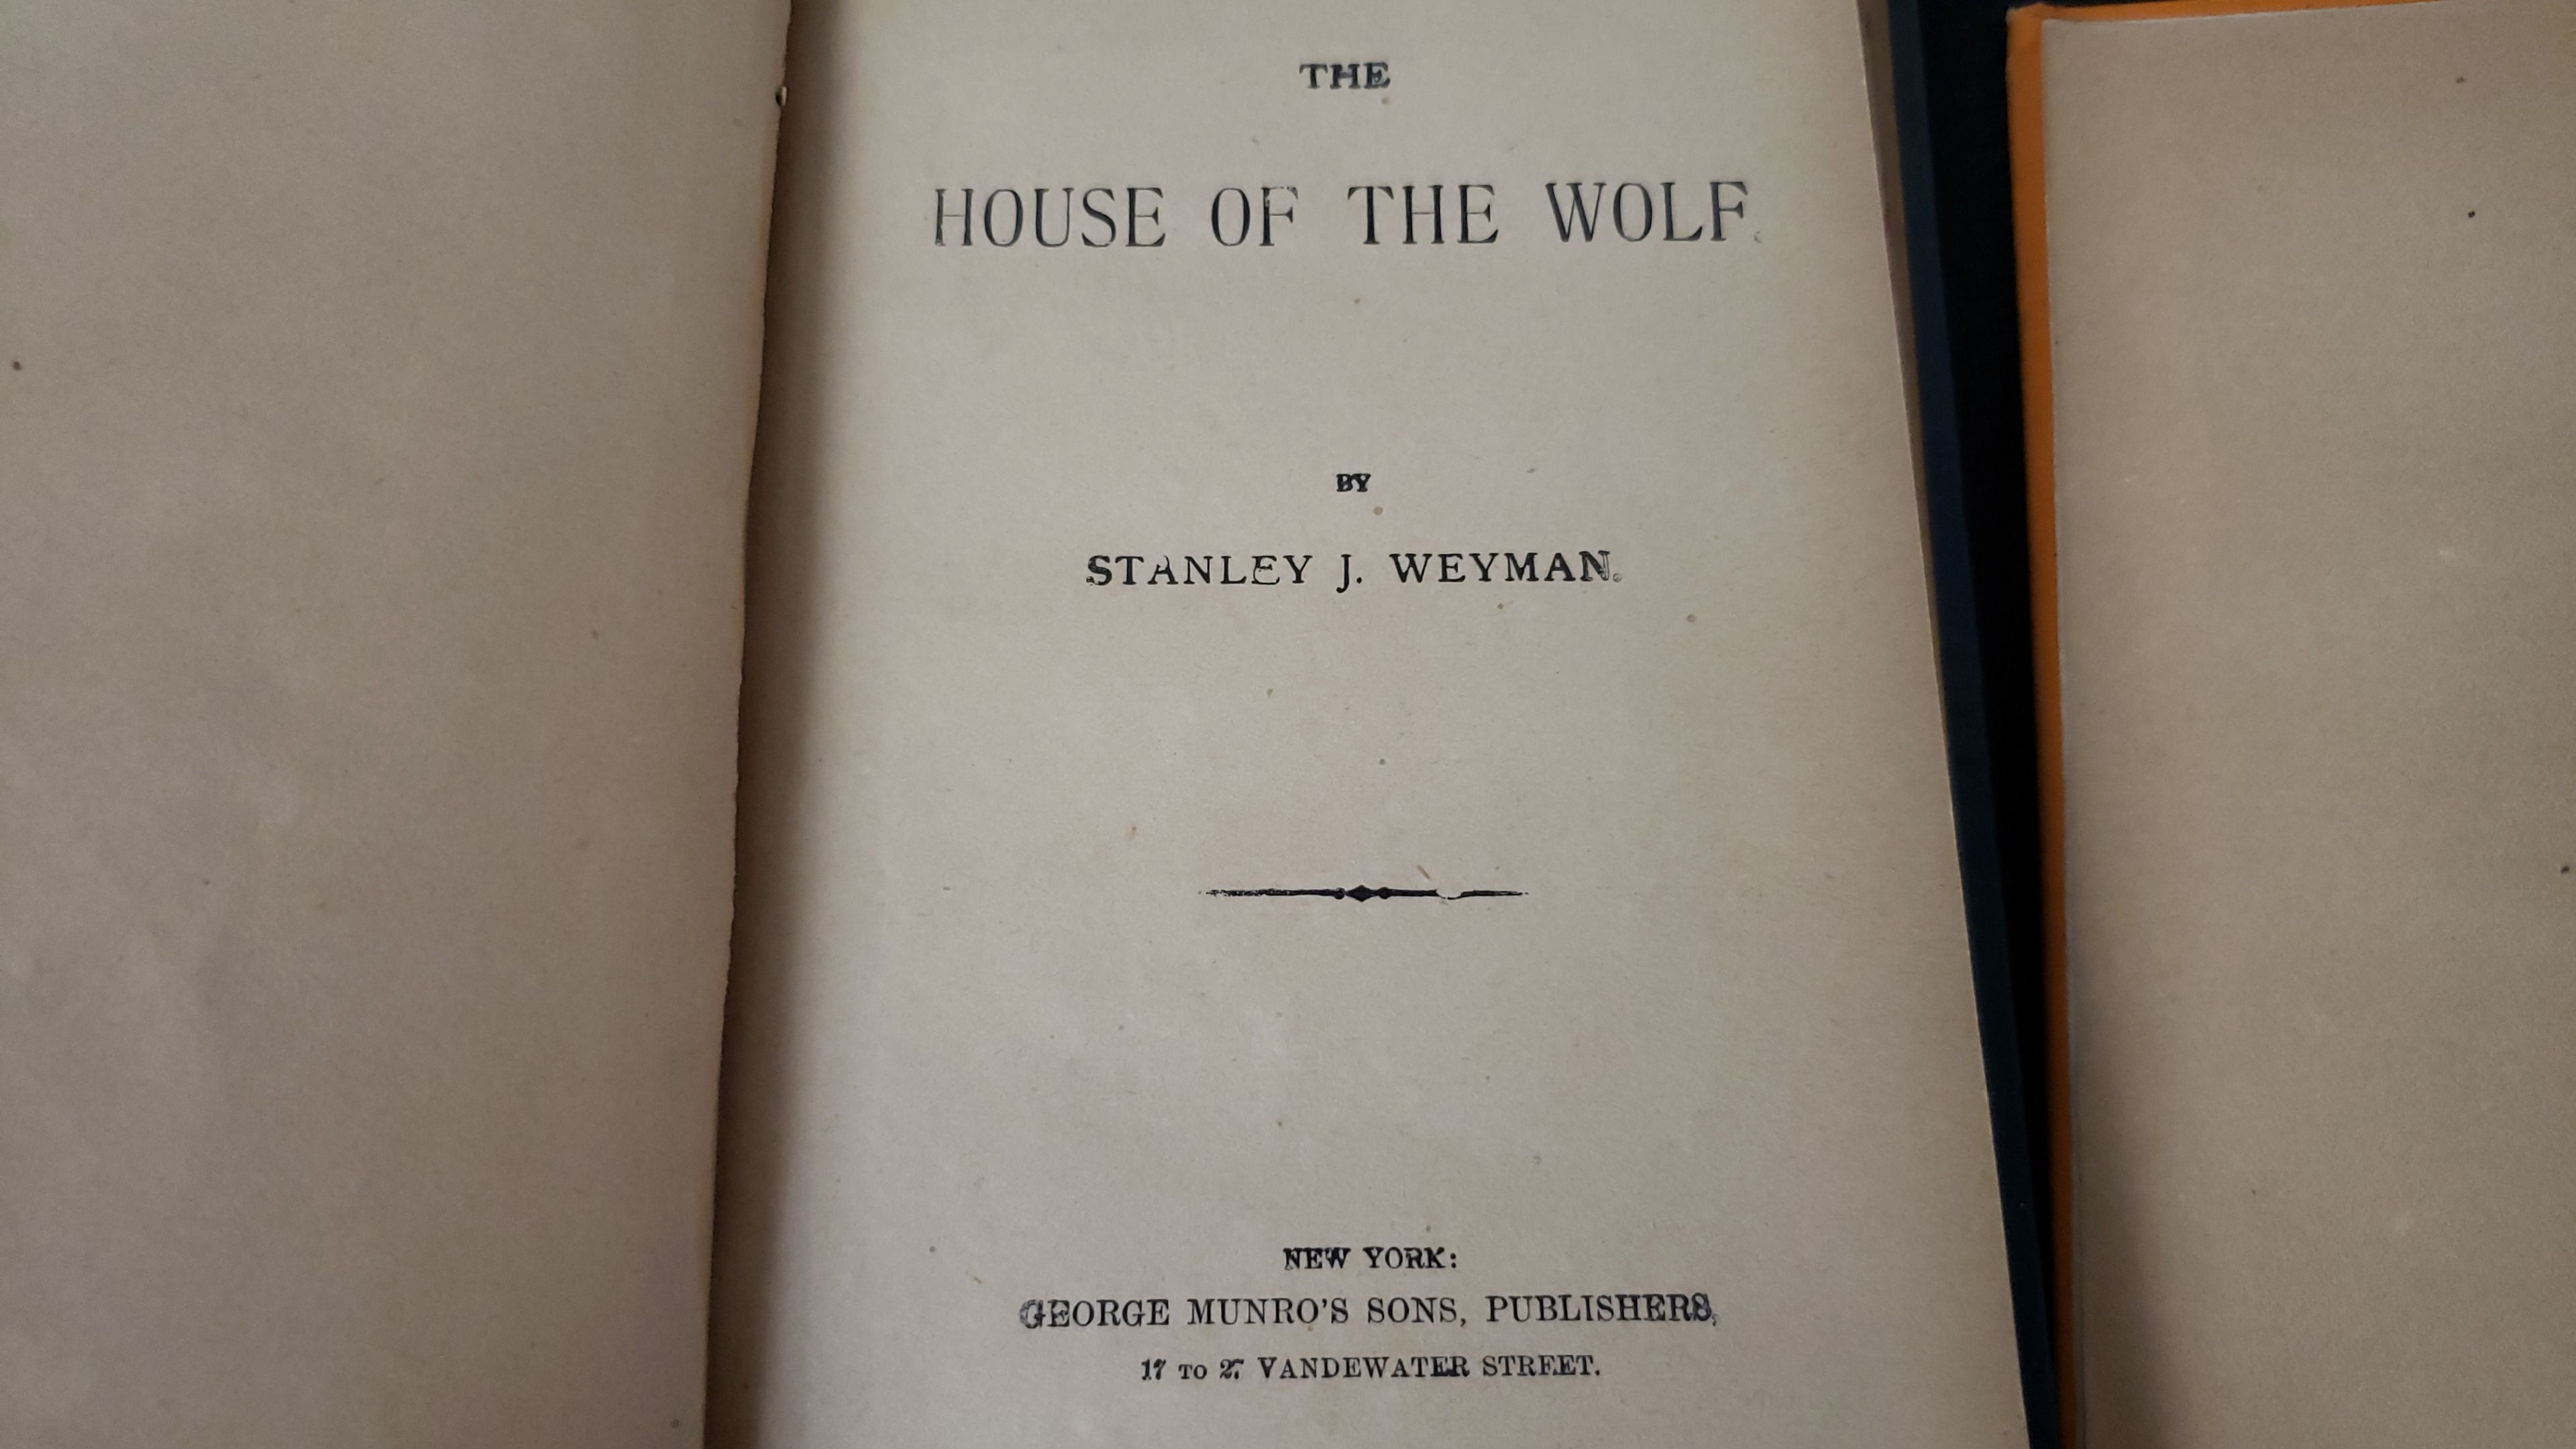 THE
HOUSE OF THE WOLF.
BY
STANLEY J. WEYMAN.
NEW YORK:
GEORGE MUNRO'S SONS, PUBLISHERS,
17 TO 27 VANDEWATER STREET.